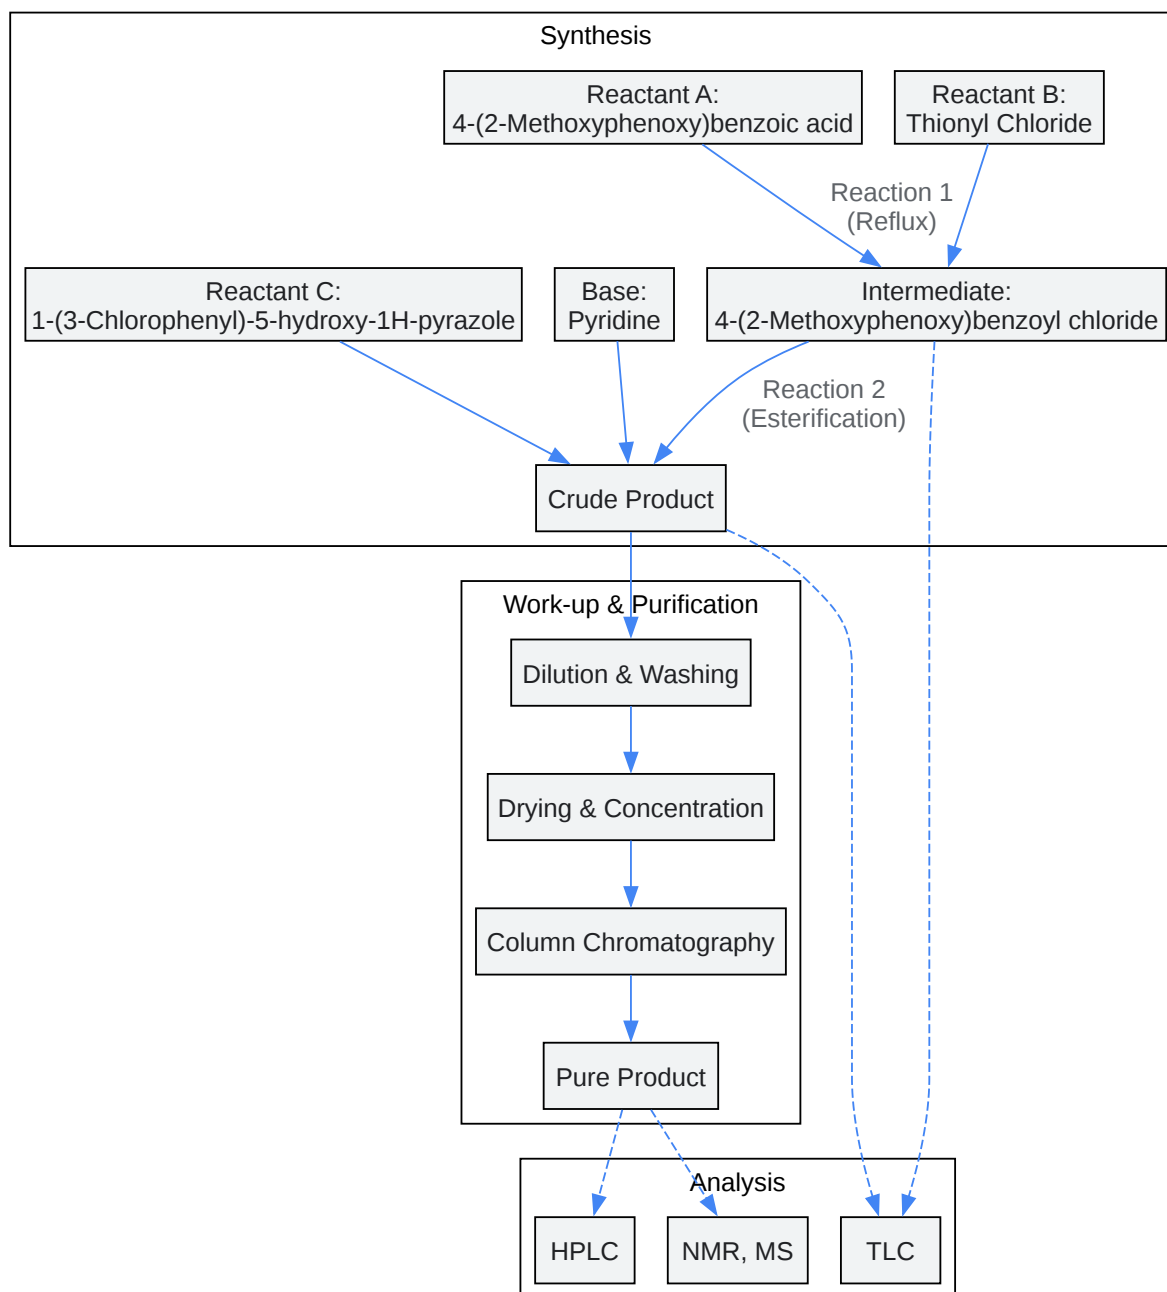 Synthesis
Reactant A:
4-(2-Methoxyphenoxy)benzoic acid
Reactant B:
Thionyl Chloride
Reaction 1
(Reflux)
Reactant C:
1-(3-Chlorophenyl)-5-hydroxy-1H-pyrazole
Base:
Pyridine
Intermediate:
4-(2-Methoxyphenoxy)benzoyl chloride
Reaction 2
(Esterification)
Crude Product
Work-up & Purification
Dilution & Washing
Drying & Concentration
Column Chromatography
Pure Product
Analysis
HPLC
NMR, MS
TLC